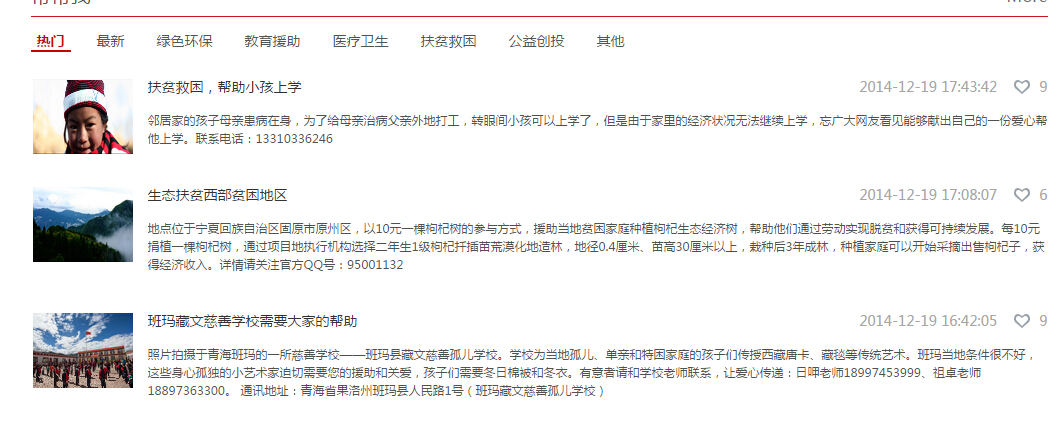 热门 最新 绿色环保 教育援助 医疗卫生 扶贫救困 公益创投 其他
扶贫救困，帮助小孩上学 2014-12-19 17:43:42 9
邻居家的孩子母亲患病在身，为了给母亲治病父亲外地打工，转眼间小孩可以上学了，但是由于家里的经济状况无法继续上学，忘广大网友看见能够献出自己的一份爱心帮
他上学。联系电话：13310336246
生态扶贫西部贫困地区 2014-12-19 17:08:07 6
地点位于宁夏回族自治区固原市原州区，以10元一棵枸杞树的参与方式，援助当地贫困家庭种植枸杞生态经济树，帮助他们通过劳动实现脱贫和获得可持续发展。每10元
捐植一棵枸杞树，通过项目地执行机构选择二年生1级枸杞扦插苗荒漠化地造林，地径0.4厘米、苗高30厘米以上，栽种后3年成林，种植家庭可以开始采摘出售枸杞子，获
得经济收入。详情请关注官方QQ号：95001132
班玛藏文慈善学校需要大家的帮助 2014-12-19 16:42:05 9
照片拍摄于青海班玛的一所慈善学校——班玛县藏文慈善孤儿学校。学校为当地孤儿、单亲和特困家庭的孩子们传授西藏唐卡、藏毯等传统艺术。班玛当地条件很不好，
这些身心孤独的小艺术家迫切需要您的援助和关爱，孩子们需要冬日棉被和冬衣。有意者请和学校老师联系，让爱心传递：日呷老师18997453999、祖卓老师
18897363300。 通讯地址：青海省果洛州班玛县人民路1号（班玛藏文慈善学校）